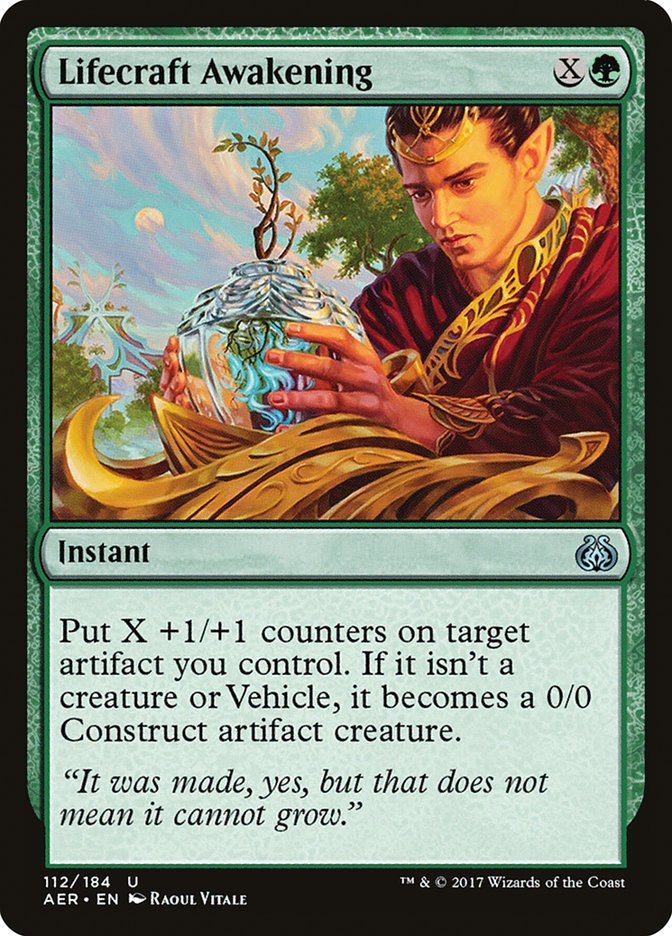 Lifecraft Awakening X
Instant
Put X +1/+1 counters on target
artifact you control. If it isn't a
creature or Vehicle, it becomes a 0/0
Construct artifact creature.
“It was made, yes, but that does not
mean it cannot grow.”
112/184 U
™ & © 2017 Wizards of the Coast
AER • EN Raoul Vitale